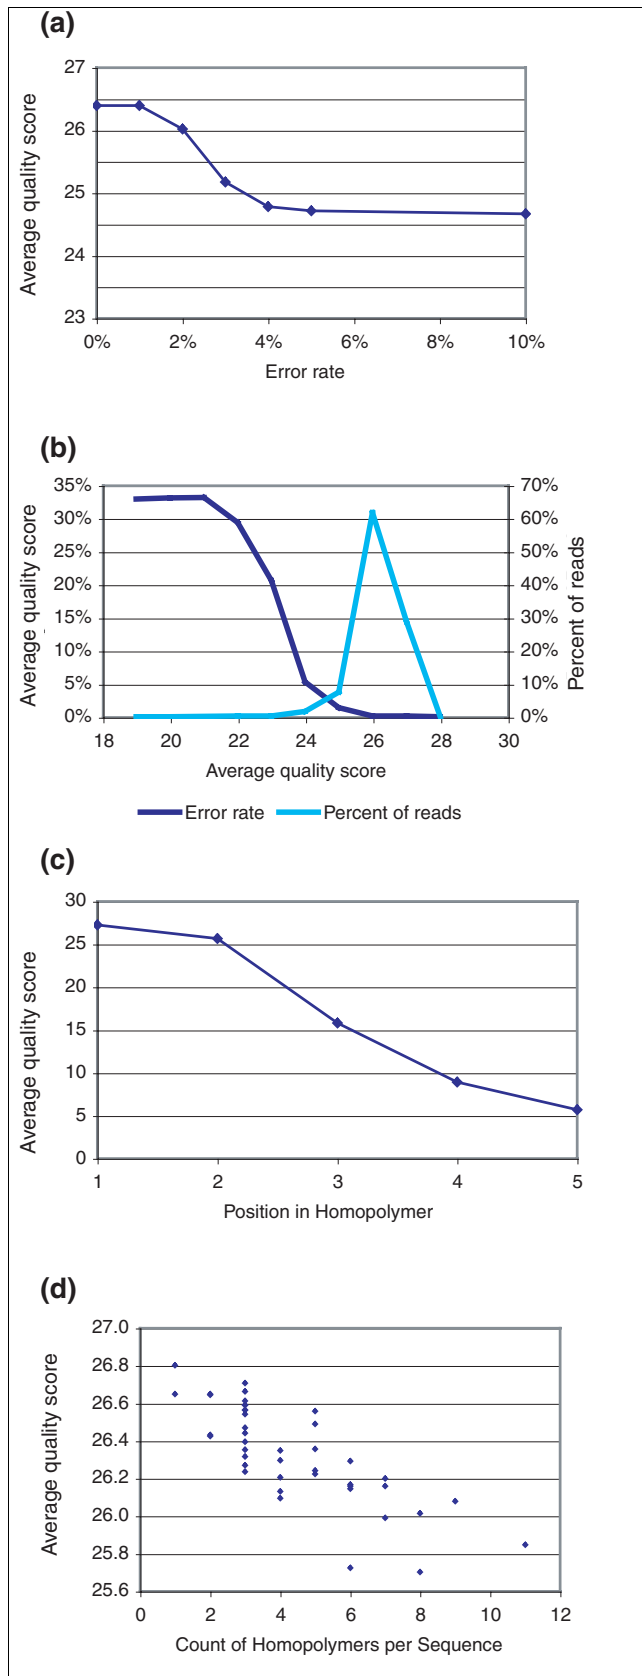 (a)
Average quality score
27
26
25
24
23
0% 2% 4% 6% 8% 10%
Error rate
(b)
Average quality score
35%
30%
25%
20%
15%
10%
5%
0%
70%
60%
50%
40%
30%
20%
10%
0%
Percent of reads
18 20 22 24 26 28 30
Average quality score
Error rate Percent of reads
(c)
Average quality score
30
25
20
15
10
5
0
1 2 3 4 5
Position in Homopolymer
(d)
Average quality score
27.0
26.8
26.6
26.4
26.2
26.0
25.8
25.6
0 2 4 6 8 10 12
Count of Homopolymers per Sequence